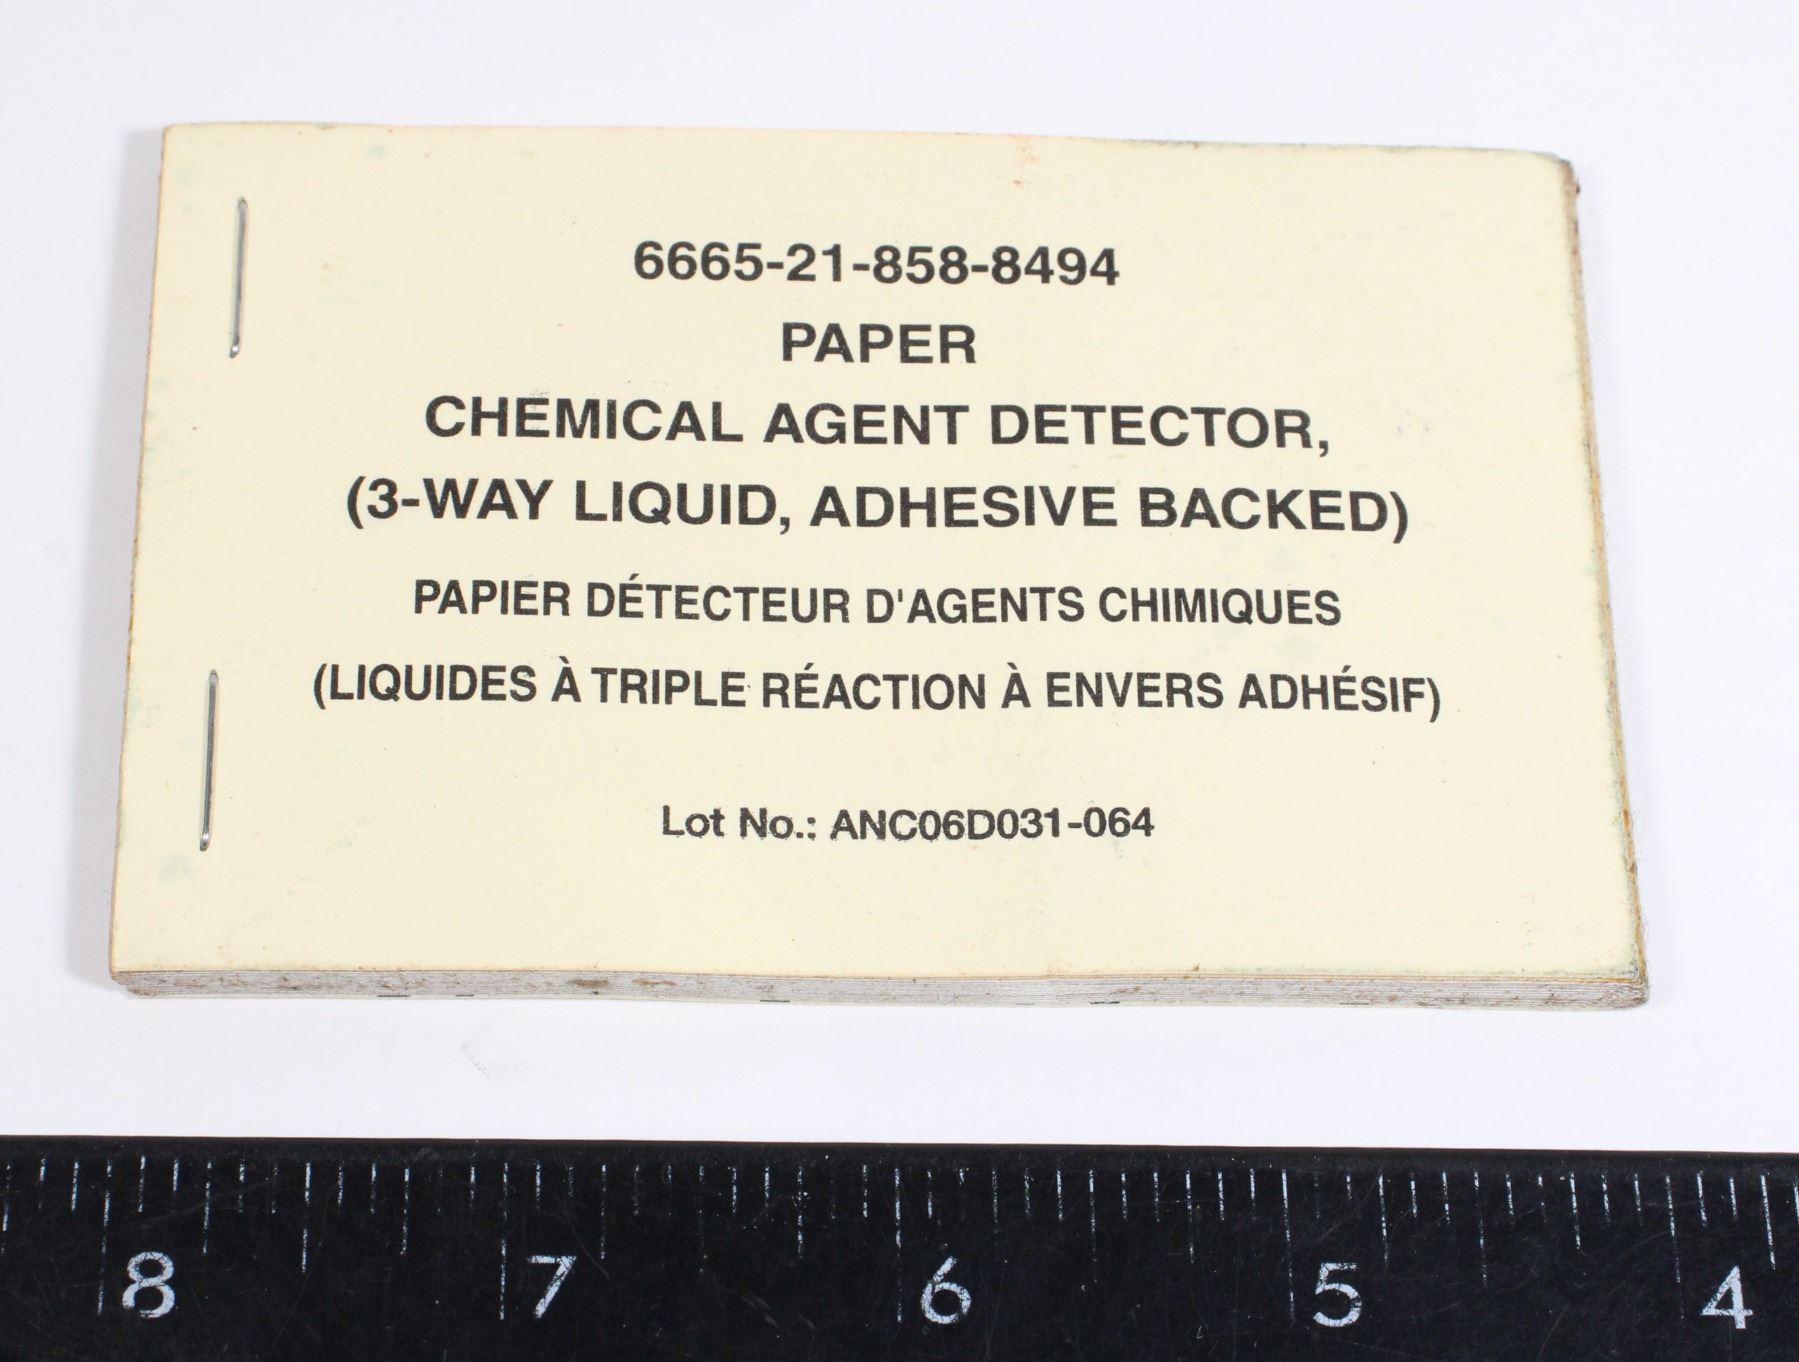 6665-21-858-8494
PAPER
CHEMICAL AGENT DETECTOR,
(3-WAY LIQUID, ADHESIVE BACKED)
PAPIER DÉTECTEUR D'AGENTS CHIMIQUES
(LIQUIDES À TRIPLE RÉACTION À ENVERS ADHÉSIF)
Lot No.: ANC06D031-064
8 7 6 5 4